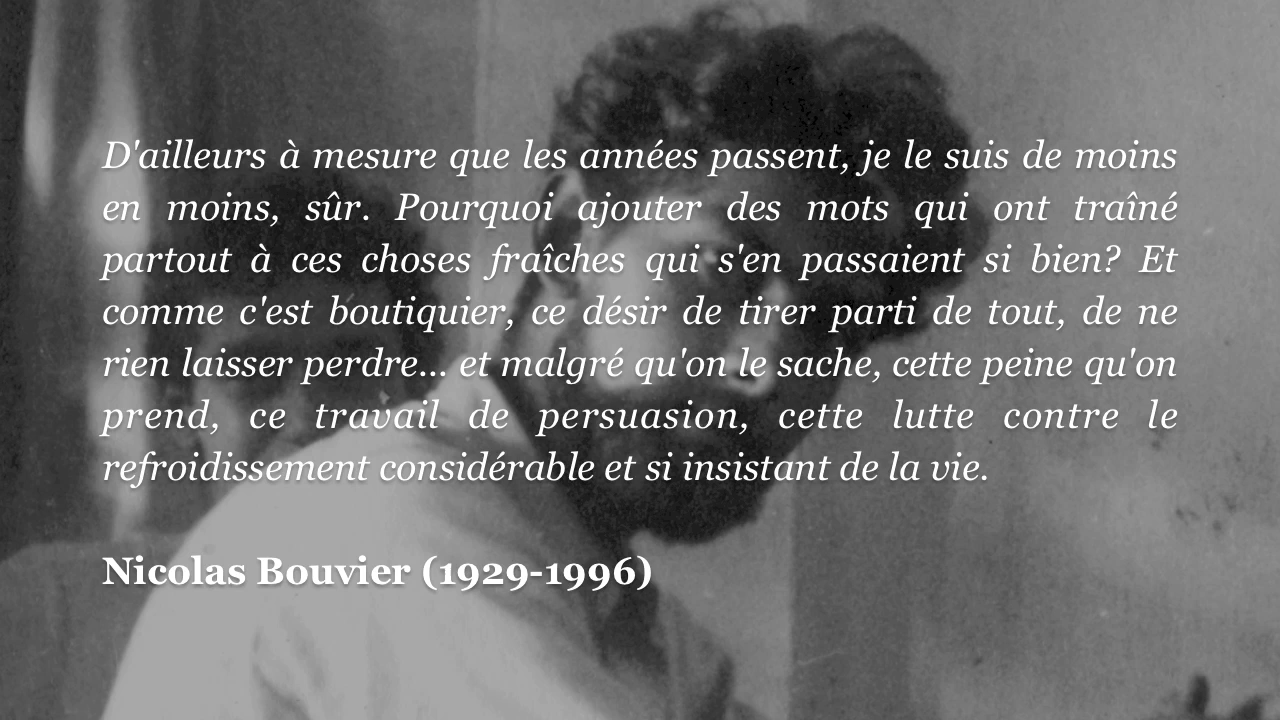 D'ailleurs à mesure que les années passent, je le suis de moins
en moins, sûr. Pourquoi ajouter des mots qui ont traîné
partout à ces choses fraîches qui s'en passaient si bien? Et
comme c'est boutiquier, ce désir de tirer parti de tout, de ne
rien laisser perdre... et malgré qu'on le sache, cette peine qu'on
prend, ce travail de persuasion, cette lutte contre le
refroidissement considérable et si insistant de la vie.
Nicolas Bouvier (1929-1996)